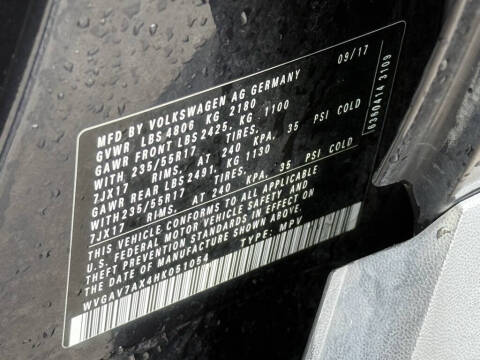 09/17
MFD BY VOLKSWAGEN AG GERMANY
GVWR LBS 4806 KG 2180
GAWR FRONT LBS 2425, KG 1100
WITH 235/55R17 TIRES,
7JX17 RIMS, AT 240 KPA, 35 PSI COLD
GAWR REAR LBS 2491, KG 1130
WITH 235/55R17 TIRES,
7JX17 RIMS, AT 240 KPA, 35 PSI COLD
THIS VEHICLE CONFORMS TO ALL APPLICABLE
U.S. FEDERAL MOTOR VEHICLE SAFETY AND
THEFT PREVENTION STANDARDS IN EFFECT ON THE
DATE OF MANUFACTURE SHOWN ABOVE.
WVGAV7AX4HK051054 TYPE: MPV